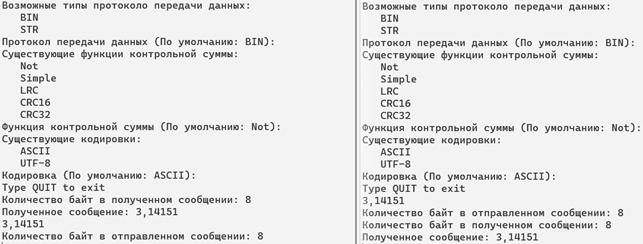 Возможные типы протоколо передачи данных:
BIN
STR
Протокол передачи данных (По умолчанию: BIN):
Существующие функции контрольной суммы:
Not
Simple
LRC
CRC16
CRC32
Функция контрольной суммы (По умолчанию: Not):
Существующие кодировки:
ASCII
UTF-8
Кодировка (По умолчанию: ASCII):
Type QUIT to exit
Количество байт в полученном сообщении: 8
Полученное сообщение: 3,14151
3,14151
Количество байт в отправленном сообщении: 8
Возможные типы протоколо передачи данных:
BIN
STR
Протокол передачи данных (По умолчанию: BIN):
Существующие функции контрольной суммы:
Not
Simple
LRC
CRC16
CRC32
Функция контрольной суммы (По умолчанию: Not):
Существующие кодировки:
ASCII
UTF-8
Кодировка (По умолчанию: ASCII):
Type QUIT to exit
3,14151
Количество байт в отправленном сообщении: 8
Количество байт в полученном сообщении: 8
Полученное сообщение: 3,14151